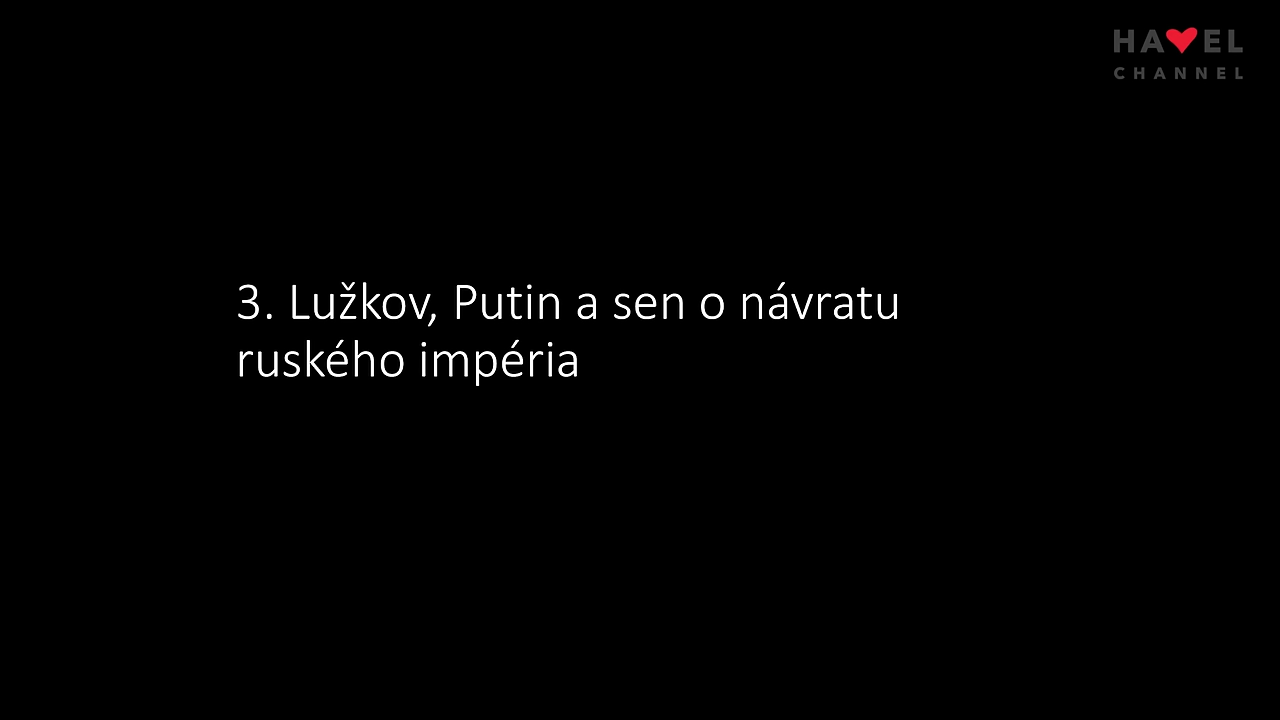 HAVEL
CHANNEL
3. Lužkov, Putin a sen o návratu
ruského impéria